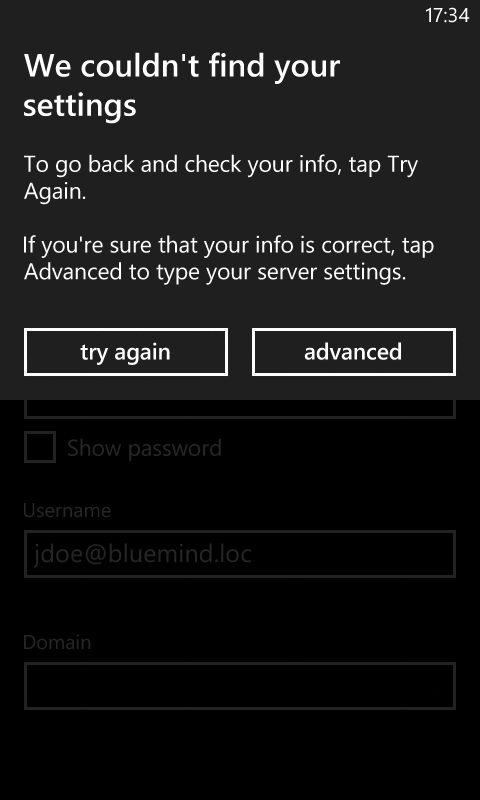 17:34
We couldn't find your
settings
To go back and check your info, tap Try
Again.
If you're sure that your info is correct, tap
Advanced to type your server settings.
try again
advanced
Show password
Username
jdoe@bluemind.loc
Domain